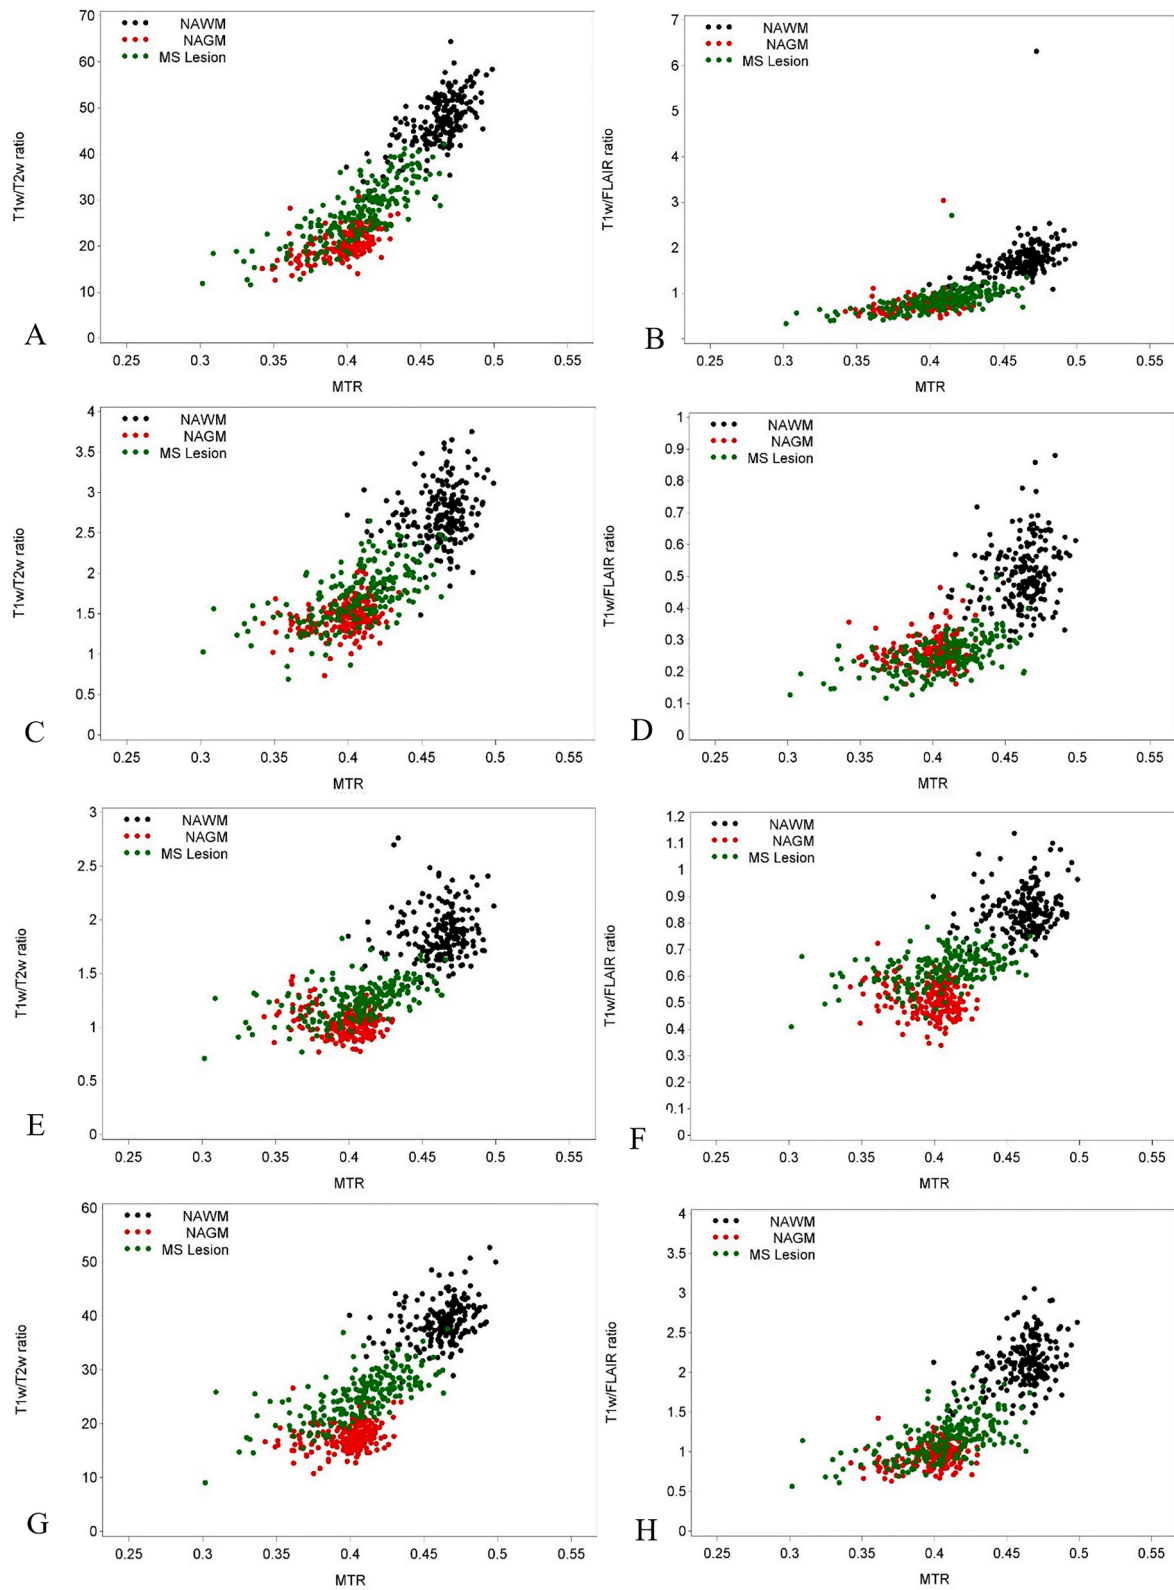 70
60
50
40
30
20
10
0
NAWM
NAGM
MS Lesion
T1w/T2w ratio
0.25 0.3 0.35 0.4 0.45 0.5 0.55
MTR
A
7
6
5
4
3
2
1
NAWM
NAGM
MS Lesion
T1w/FLAIR ratio
0.25 0.3 0.35 0.4 0.45 0.5 0.55
MTR
B
4
3.5
3
2.5
2
1.5
1
0.5
0
NAWM
NAGM
MS Lesion
T1w/T2w ratio
0.25 0.3 0.35 0.4 0.45 0.5 0.55
MTR
C
1
0.9
0.8
0.7
0.6
0.5
0.4
0.3
0.2
0.1
0
NAWM
NAGM
MS Lesion
T1w/FLAIR ratio
0.25 0.3 0.35 0.4 0.45 0.5 0.55
MTR
D
3
2.5
2
1.5
1
0.5
0
NAWM
NAGM
MS Lesion
T1w/T2w ratio
0.25 0.3 0.35 0.4 0.45 0.5 0.55
MTR
E
1.2
1.1
1
0.9
0.8
0.7
0.6
0.5
0.4
0.3
0.2
0.1
0
NAWM
NAGM
MS Lesion
T1w/FLAIR ratio
0.25 0.3 0.35 0.4 0.45 0.5 0.55
MTR
F
60
50
40
30
20
10
0
NAWM
NAGM
MS Lesion
T1w/T2w ratio
0.25 0.3 0.35 0.4 0.45 0.5 0.55
MTR
G
4
3.5
3
2.5
2
1.5
1
0.5
0
NAWM
NAGM
MS Lesion
T1w/FLAIR ratio
0.25 0.3 0.35 0.4 0.45 0.5 0.55
MTR
H